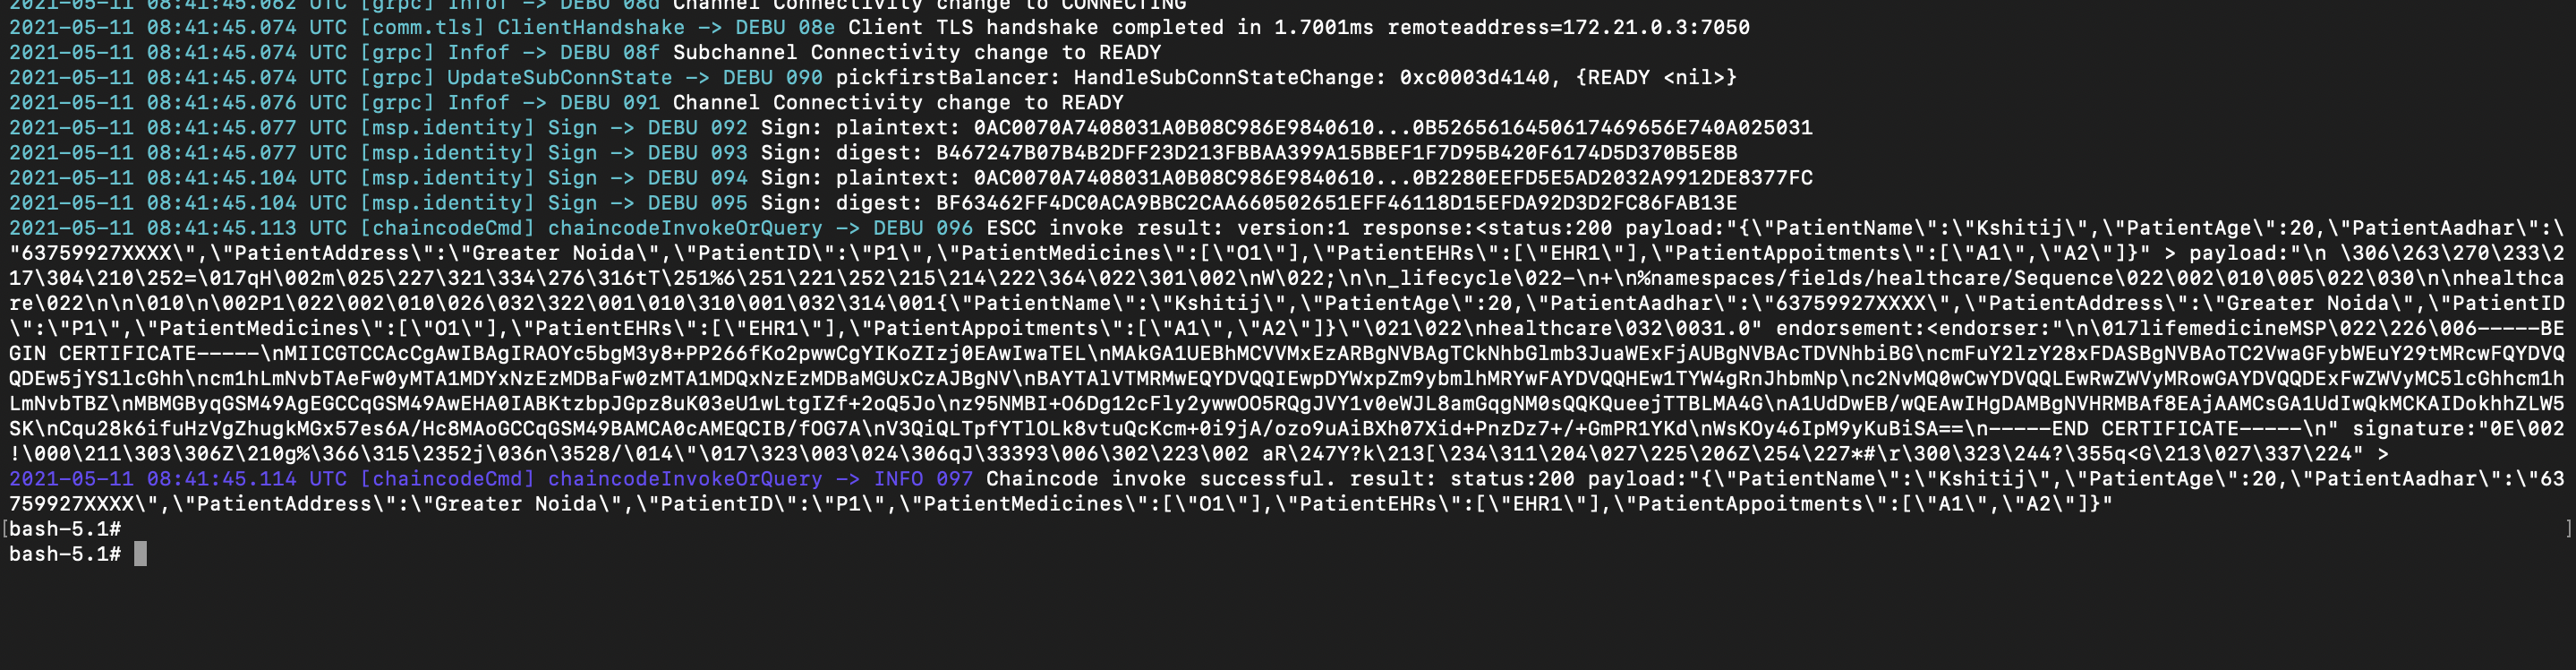 2021-05-11 08:41:45.062 UTC [grpc] Infof -> DEBU 08d Channel Connectivity change to CONNECTING
2021-05-11 08:41:45.074 UTC [comm.tls] ClientHandshake -> DEBU 08e Client TLS handshake completed in 1.7001ms remoteaddress=172.21.0.3:7050
2021-05-11 08:41:45.074 UTC [grpc] Infof -> DEBU 08f Subchannel Connectivity change to READY
2021-05-11 08:41:45.074 UTC [grpc] UpdateSubConnState -> DEBU 090 pickfirstBalancer: HandleSubConnStateChange: 0xc0003d4140, {READY <nil>}
2021-05-11 08:41:45.076 UTC [grpc] Infof -> DEBU 091 Channel Connectivity change to READY
2021-05-11 08:41:45.077 UTC [msp.identity] Sign -> DEBU 092 Sign: plaintext: 0AC0070A7408031A0B08C986E9840610...0B5265616450617469656E740A025031
2021-05-11 08:41:45.077 UTC [msp.identity] Sign -> DEBU 093 Sign: digest: B467247B07B4B2DFF23D213FBBAA399A15BBEF1F7D95B420F6174D5D370B5E8B
2021-05-11 08:41:45.104 UTC [msp.identity] Sign -> DEBU 094 Sign: plaintext: 0AC0070A7408031A0B08C986E9840610...0B2280EEFD5E5AD2032A9912DE8377FC
2021-05-11 08:41:45.104 UTC [msp.identity] Sign -> DEBU 095 Sign: digest: BF63462FF4DC0ACA9BBC2CAA660502651EFF46118D15EFDA92D3D2FC86FAB13E
2021-05-11 08:41:45.113 UTC [chaincodeCmd] chaincodeInvokeOrQuery -> DEBU 096 ESCC invoke result: version:1 response:<status:200 payload:"{\"PatientName\":\"Kshitij\",\"PatientAge\":20,\"PatientAadhar\":\
"63759927XXXX\",\"PatientAddress\":\"Greater Noida\",\"PatientID\":\"P1\",\"PatientMedicines\":[\"O1\"],\"PatientEHRs\":[\"EHR1\"],\"PatientAppoitments\":[\"A1\",\"A2\"]}" > payload:"\n \306\263\270\233\2
17\304\210\252=\017qH\002m\025\227\321\334\276\316tT\251%6\251\221\252\215\214\222\364\022\301\002\nW\022;\n\n_lifecycle\022-\n+\n%namespaces/fields/healthcare/Sequence\022\002\010\005\022\030\n\nhealthca
re\022\n\n\010\n\002P1\022\002\010\026\032\322\001\010\310\001\032\314\001{\"PatientName\":\"Kshitij\",\"PatientAge\":20,\"PatientAadhar\":\"63759927XXXX\",\"PatientAddress\":\"Greater Noida\",\"PatientID
\":\"P1\",\"PatientMedicines\":[\"O1\"],\"PatientEHRs\":[\"EHR1\"],\"PatientAppoitments\":[\"A1\",\"A2\"]}\"\021\022\nhealthcare\032\0031.0" endorsement:<endorser:"\n\017lifemedicineMSP\022\226\006-----BE
GIN CERTIFICATE-----\nMIICGTCCAcCgAwIBAgIRAOYc5bgM3y8+PP266fKo2pwwCgYIKoZIzj0EAwIwaTEL\nMAkGA1UEBhMCVVMxEzARBgNVBAgTCkNhbGlmb3JuaWExFjAUBgNVBAcTDVNhbiBG\ncmFuY2lzY28xFDASBgNVBAoTC2VwaGFybWEuY29tMRcwFQYDVQ
QDEw5jYS1lcGhh\ncm1hLmNvbTAeFw0yMTA1MDYxNzEzMDBaFw0zMTA1MDQxNzEzMDBaMGUxCzAJBgNV\nBAYTAlVTMRMwEQYDVQQIEwpDYWxpZm9ybmlhMRYwFAYDVQQHEw1TYW4gRnJhbmNp\nc2NvMQ0wCwYDVQQLEwRwZWVyMRowGAYDVQQDExFwZWVyMC5lcGhhcm1h
LmNvbTBZ\nMBMGByqGSM49AgEGCCqGSM49AwEHA0IABKtzbpJGpz8uK03eU1wLtgIZf+2oQ5Jo\nz95NMBI+O6Dg12cFly2ywwOO5RQgJVY1v0eWJL8amGqgNM0sQQKQueejTTBLMA4G\nA1UdDwEB/wQEAwIHgDAMBgNVHRMBAf8EAjAAMCsGA1UdIwQkMCKAIDokhhZLW5
SK\nCqu28k6ifuHzVgZhugkMGx57es6A/Hc8MAoGCCqGSM49BAMCA0cAMEQCIB/fOG7A\nV3QiQLTpfYTlOLk8vtuQcKcm+0i9jA/ozo9uAiBXh07Xid+PnzDz7+/+GmPR1YKd\nWsKOy46IpM9yKuBiSA==\n-----END CERTIFICATE-----\n" signature:"0E\002
!\000\211\303\306Z\210g%\366\315\2352j\036n\3528/\014\"\017\323\003\024\306qJ\33393\006\302\223\002 aR\247Y?k\213[\234\311\204\027\225\206Z\254\227*#\r\300\323\244?\355q<G\213\027\337\224" >
2021-05-11 08:41:45.114 UTC [chaincodeCmd] chaincodeInvokeOrQuery -> INFO 097 Chaincode invoke successful. result: status:200 payload:"{\"PatientName\":\"Kshitij\",\"PatientAge\":20,\"PatientAadhar\":\"63
759927XXXX\",\"PatientAddress\":\"Greater Noida\",\"PatientID\":\"P1\",\"PatientMedicines\":[\"O1\"],\"PatientEHRs\":[\"EHR1\"],\"PatientAppoitments\":[\"A1\",\"A2\"]}"
[bash-5.1# ]
bash-5.1#